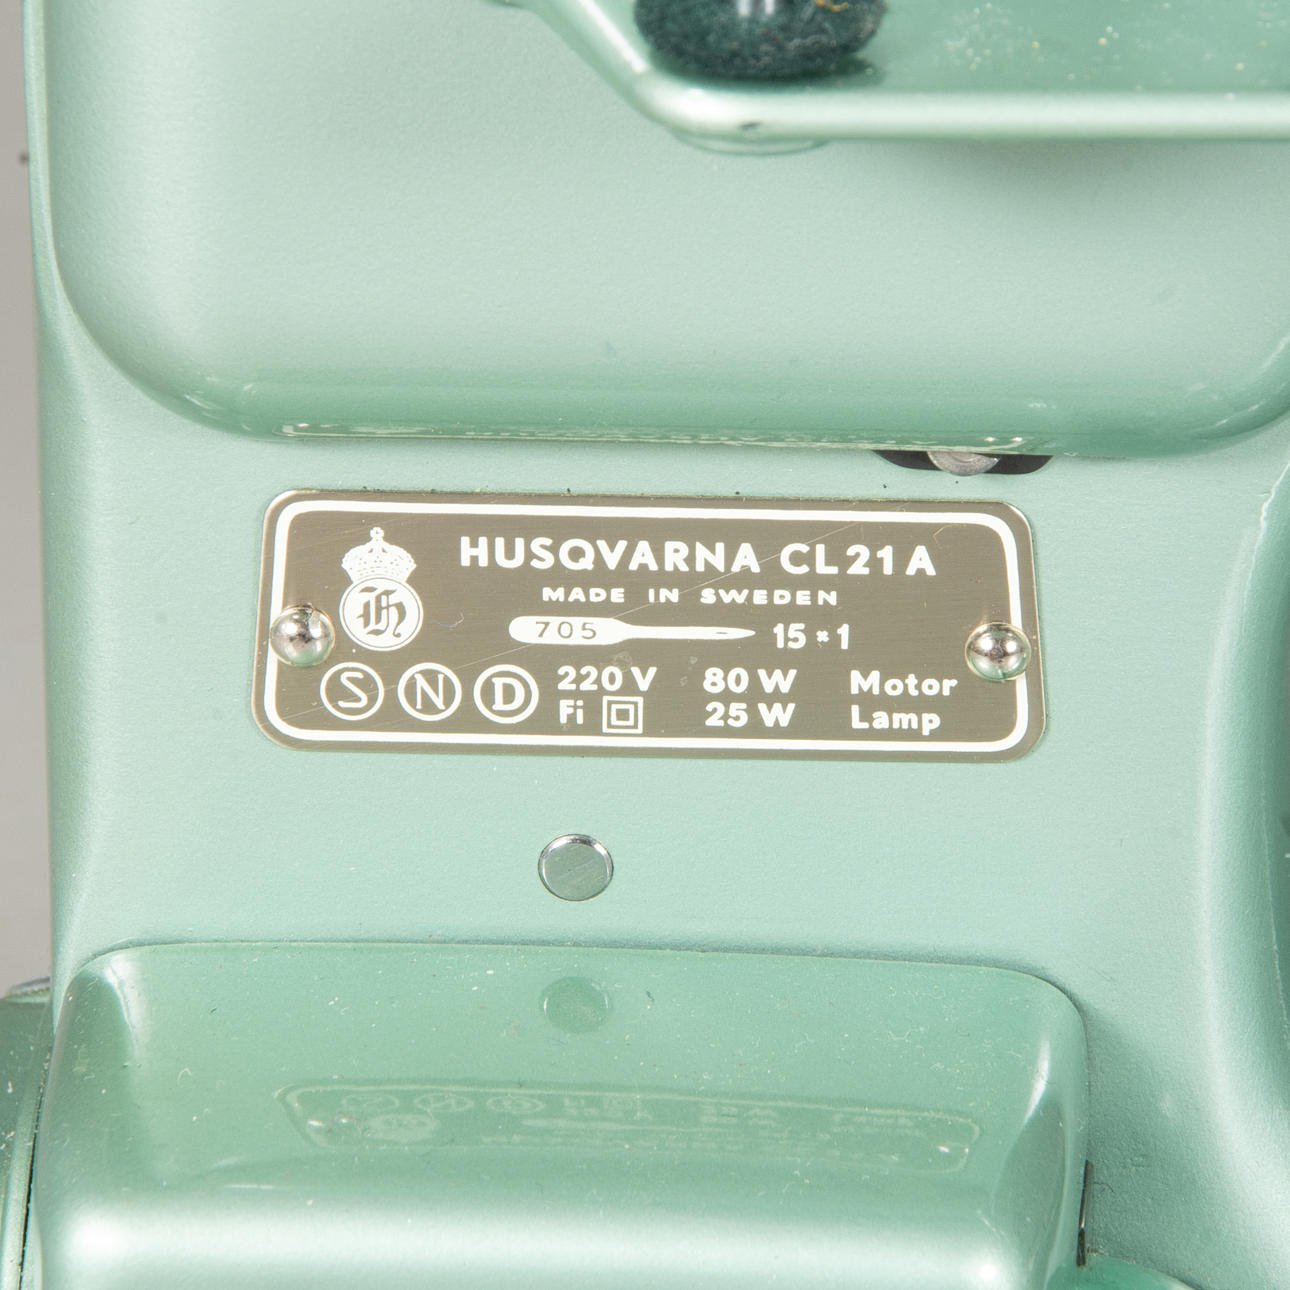 HUSQVARNA CL21A
MADE IN SWEDEN
H
705 15×1
S N D 220 V 80 W Motor
Fi 25 W Lamp